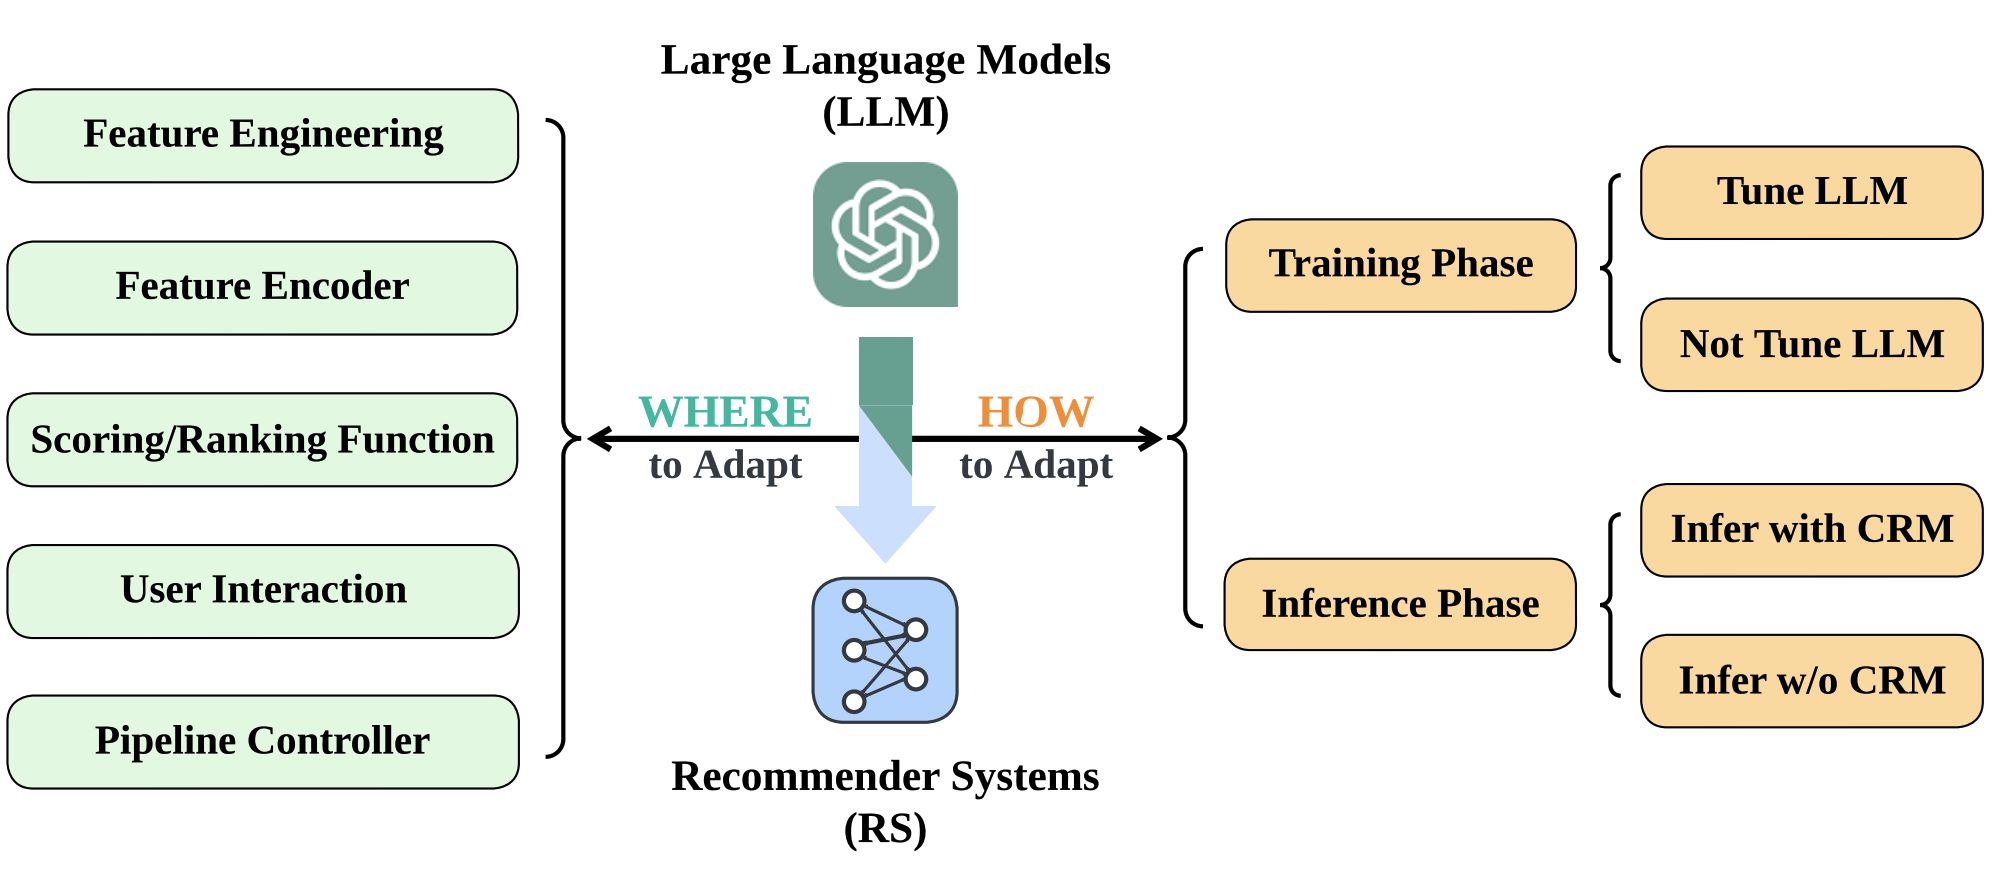 Large Language Models
(LLM)
Feature Engineering
Feature Encoder
Scoring/Ranking Function
User Interaction
Pipeline Controller
WHERE
to Adapt
HOW
to Adapt
Training Phase
Tune LLM
Not Tune LLM
Inference Phase
Infer with CRM
Infer w/o CRM
Recommender Systems
(RS)